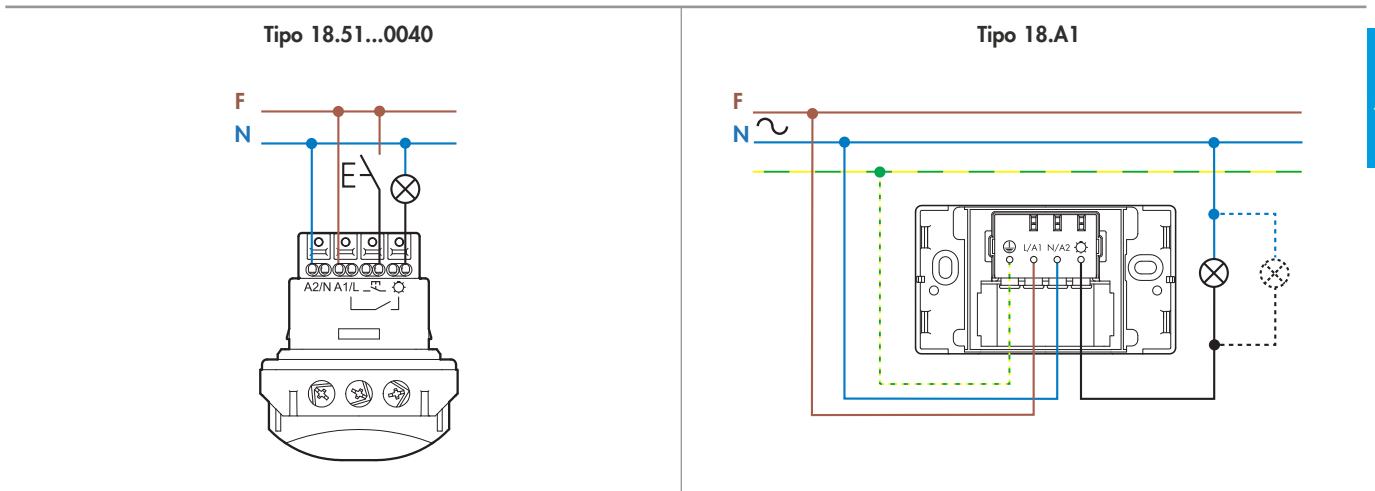 Tipo 18.51...0040
F
N
A2/N A1/L
Tipo 18.A1
F
N
L/A1 N/A2